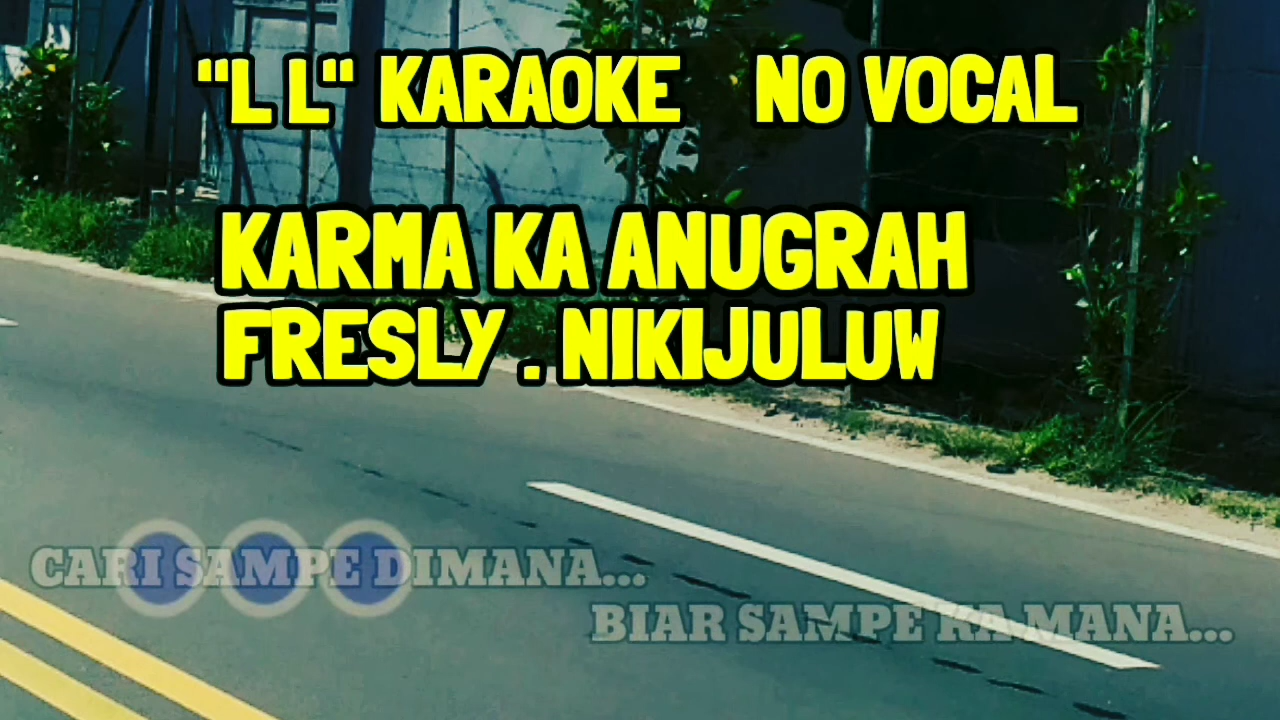 "L L" KARAOKE NO VOCAL
KARMA KA ANUGRAH
FRESLY . NIKIJULUW
CARI SAMPE DIMANA...
BIAR SAMPE KA MANA...